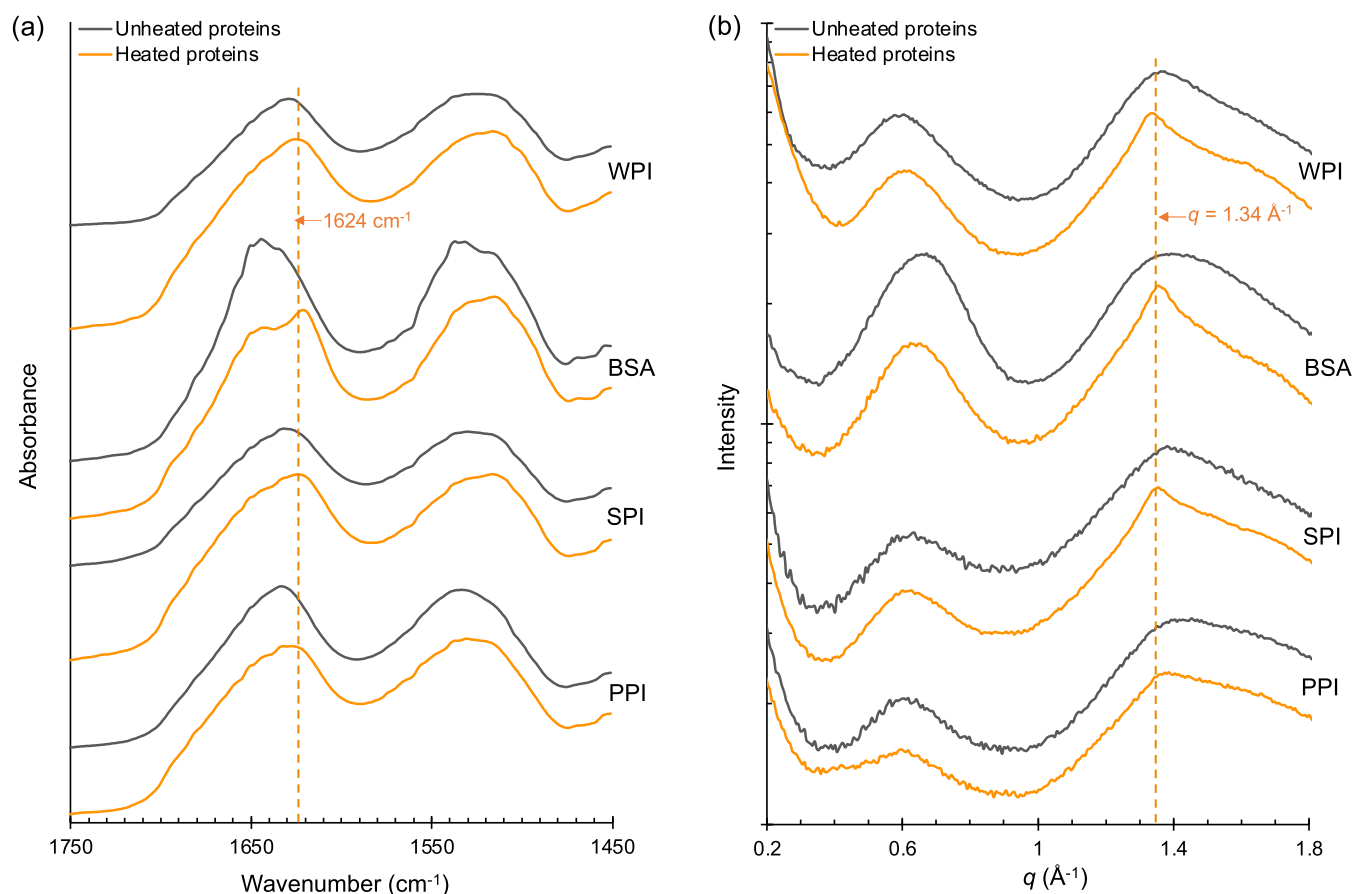 (a)
Unheated proteins
Heated proteins
WPI
1624 cm⁻¹
BSA
SPI
PPI
Absorbance
1750
1650
1550
1450
Wavenumber (cm⁻¹)
(b)
Unheated proteins
Heated proteins
WPI
q = 1.34 Å⁻¹
BSA
SPI
PPI
Intensity
0.2
0.6
1
1.4
1.8
q (Å⁻¹)